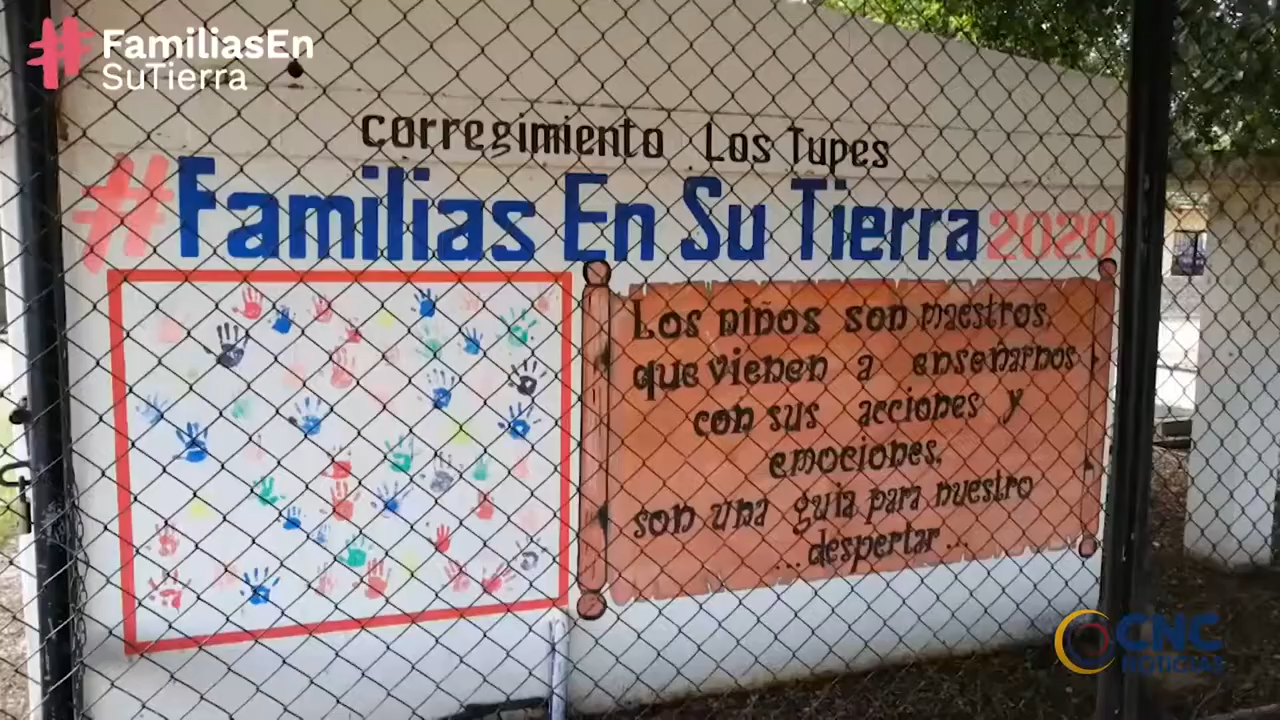 #FamiliasEn
SuTierra
corregimiento Los Tupes
#Familias En Su Tierra 2020
Los niños son maestros,
que vienen a enseñarnos
con sus acciones y
emociones,
son una guia para nuestro
...despertar...
CNC
NOTICIAS